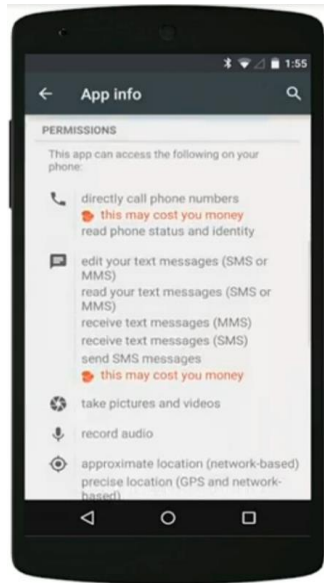 1:55
App info
PERMISSIONS
This app can access the following on your
phone:
directly call phone numbers
this may cost you money
read phone status and identity
edit your text messages (SMS or
MMS)
read your text messages (SMS or
MMS)
receive text messages (MMS)
receive text messages (SMS)
send SMS messages
this may cost you money
take pictures and videos
record audio
approximate location (network-based)
precise location (GPS and network-
based)